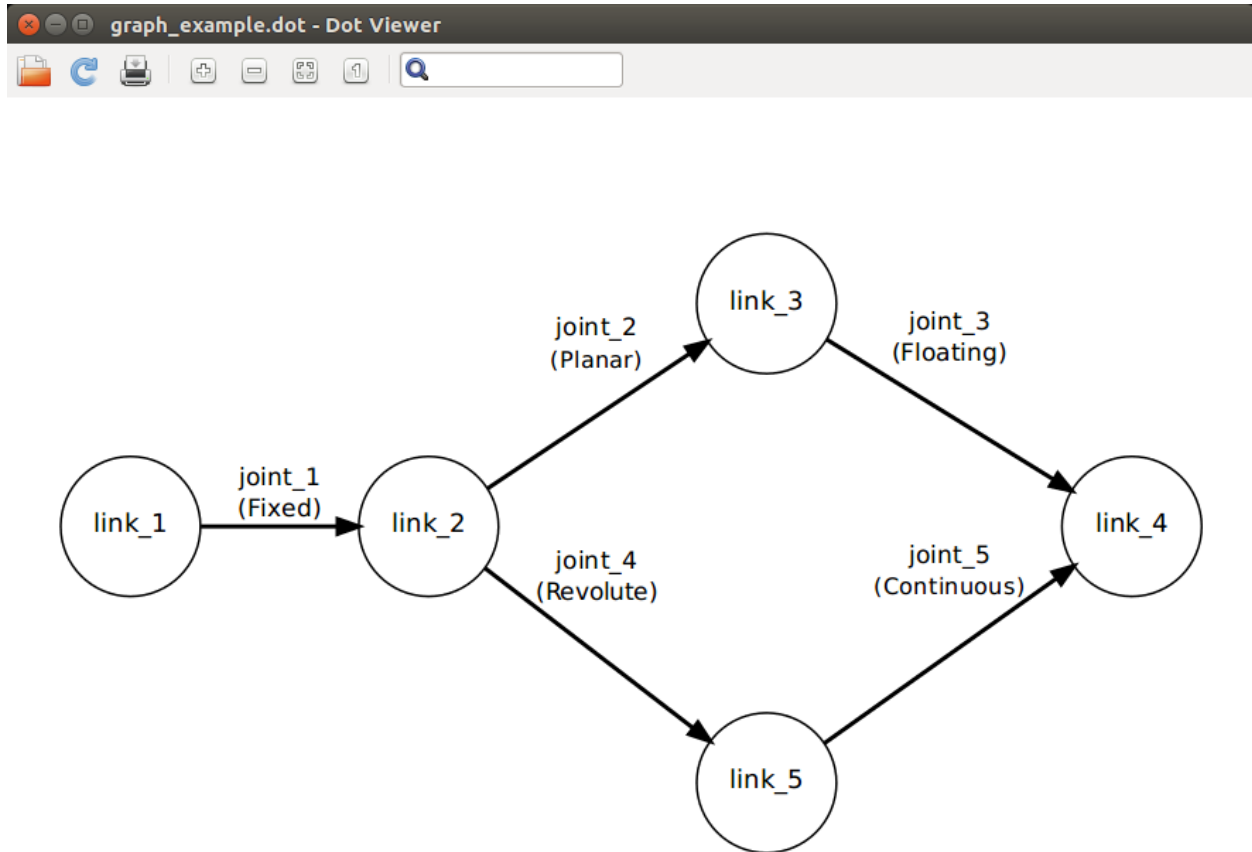 graph_example.dot - Dot Viewer
link_3
joint_2
(Planar)
joint_3
(Floating)
joint_1
(Fixed)
link_1
link_2
link_4
joint_4
(Revolute)
joint_5
(Continuous)
link_5